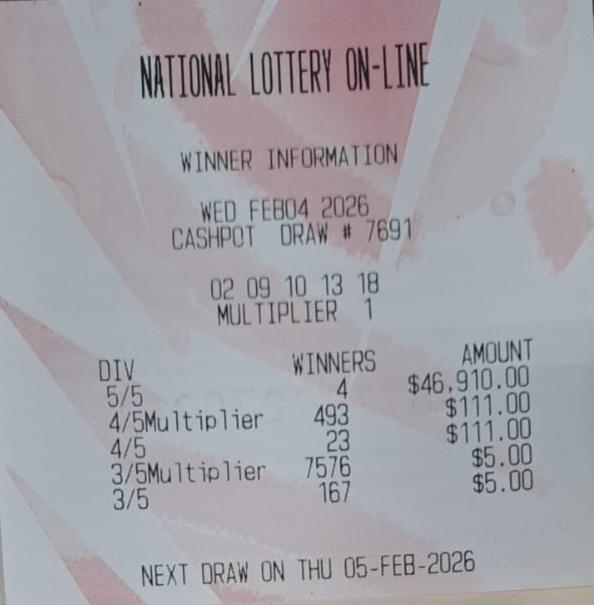 NATIONAL LOTTERY ON-LINE
WINNER INFORMATION
WED FEB04 2026
CASHPOT DRAW # 7691
02 09 10 13 18
MULTIPLIER 1
DIV WINNERS AMOUNT
5/5 4 $46,910.00
4/5Multiplier 493 $111.00
4/5 23 $111.00
3/5Multiplier 7576 $5.00
3/5 167 $5.00
NEXT DRAW ON THU 05-FEB-2026